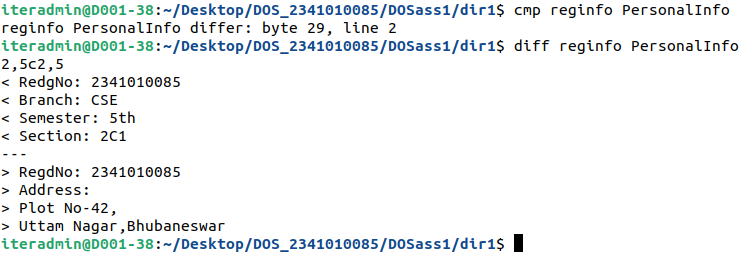 iteradmin@D001-38:~/Desktop/DOS_2341010085/DOSass1/dir1$ cmp reginfo PersonalInfo
reginfo PersonalInfo differ: byte 29, line 2
iteradmin@D001-38:~/Desktop/DOS_2341010085/DOSass1/dir1$ diff reginfo PersonalInfo
2,5c2,5
< RedgNo: 2341010085
< Branch: CSE
< Semester: 5th
< Section: 2C1
---
> RegdNo: 2341010085
> Address:
> Plot No-42,
> Uttam Nagar,Bhubaneswar
iteradmin@D001-38:~/Desktop/DOS_2341010085/DOSass1/dir1$